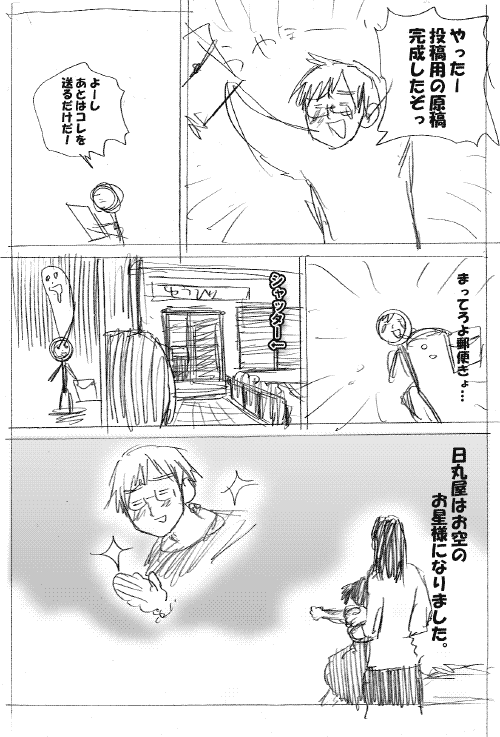 やったー
投稿用の原稿
完成したぞっ
よーし
あとはコレを
送るだけだ！
まってろよ郵便きょ…
シャッター↓
日丸屋はお空の
お星様になりました。